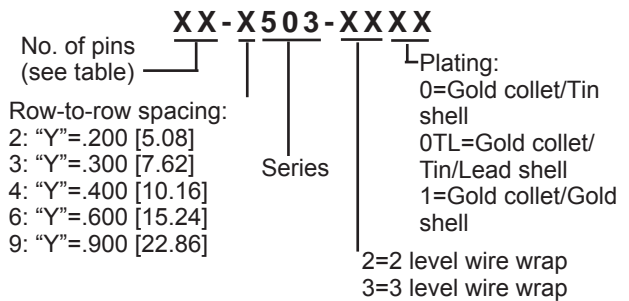 XX-X503-XXXX
No. of pins
(see table)
Row-to-row spacing:
2: “Y”=.200 [5.08]
3: “Y”=.300 [7.62]
4: “Y”=.400 [10.16]
6: “Y”=.600 [15.24]
9: “Y”=.900 [22.86]
Series
Plating:
0=Gold collet/Tin
shell
0TL=Gold collet/
Tin/Lead shell
1=Gold collet/Gold
shell
2=2 level wire wrap
3=3 level wire wrap